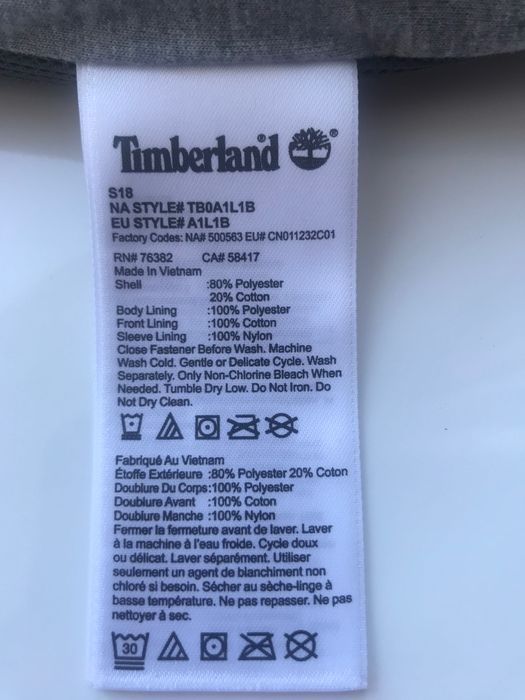 Timberland®
S18
NA STYLE# TB0A1L1B
EU STYLE# A1L1B
Factory Codes: NA# 500563 EU# CN011232C01
RN# 76382 CA# 58417
Made In Vietnam
Shell :80% Polyester
20% Cotton
Body Lining :100% Polyester
Front Lining :100% Cotton
Sleeve Lining :100% Nylon
Close Fastener Before Wash. Machine
Wash Cold. Gentle or Delicate Cycle. Wash
Separately. Only Non-Chlorine Bleach When
Needed. Tumble Dry Low. Do Not Iron. Do
Not Dry Clean.
Fabriqué Au Vietnam
Étoffe Extérieure :80% Polyester 20% Coton
Doublure Du Corps:100% Polyester
Doublure Avant :100% Coton
Doublure Manche :100% Nylon
Fermer la fermeture avant de laver. Laver
à la machine à l'eau froide. Cycle doux
ou délicat. Laver séparément. Utiliser
seulement un agent de blanchiment non
chloré si besoin. Sécher au sèche-linge à
basse température. Ne pas repasser. Ne pas
nettoyer à sec.
30